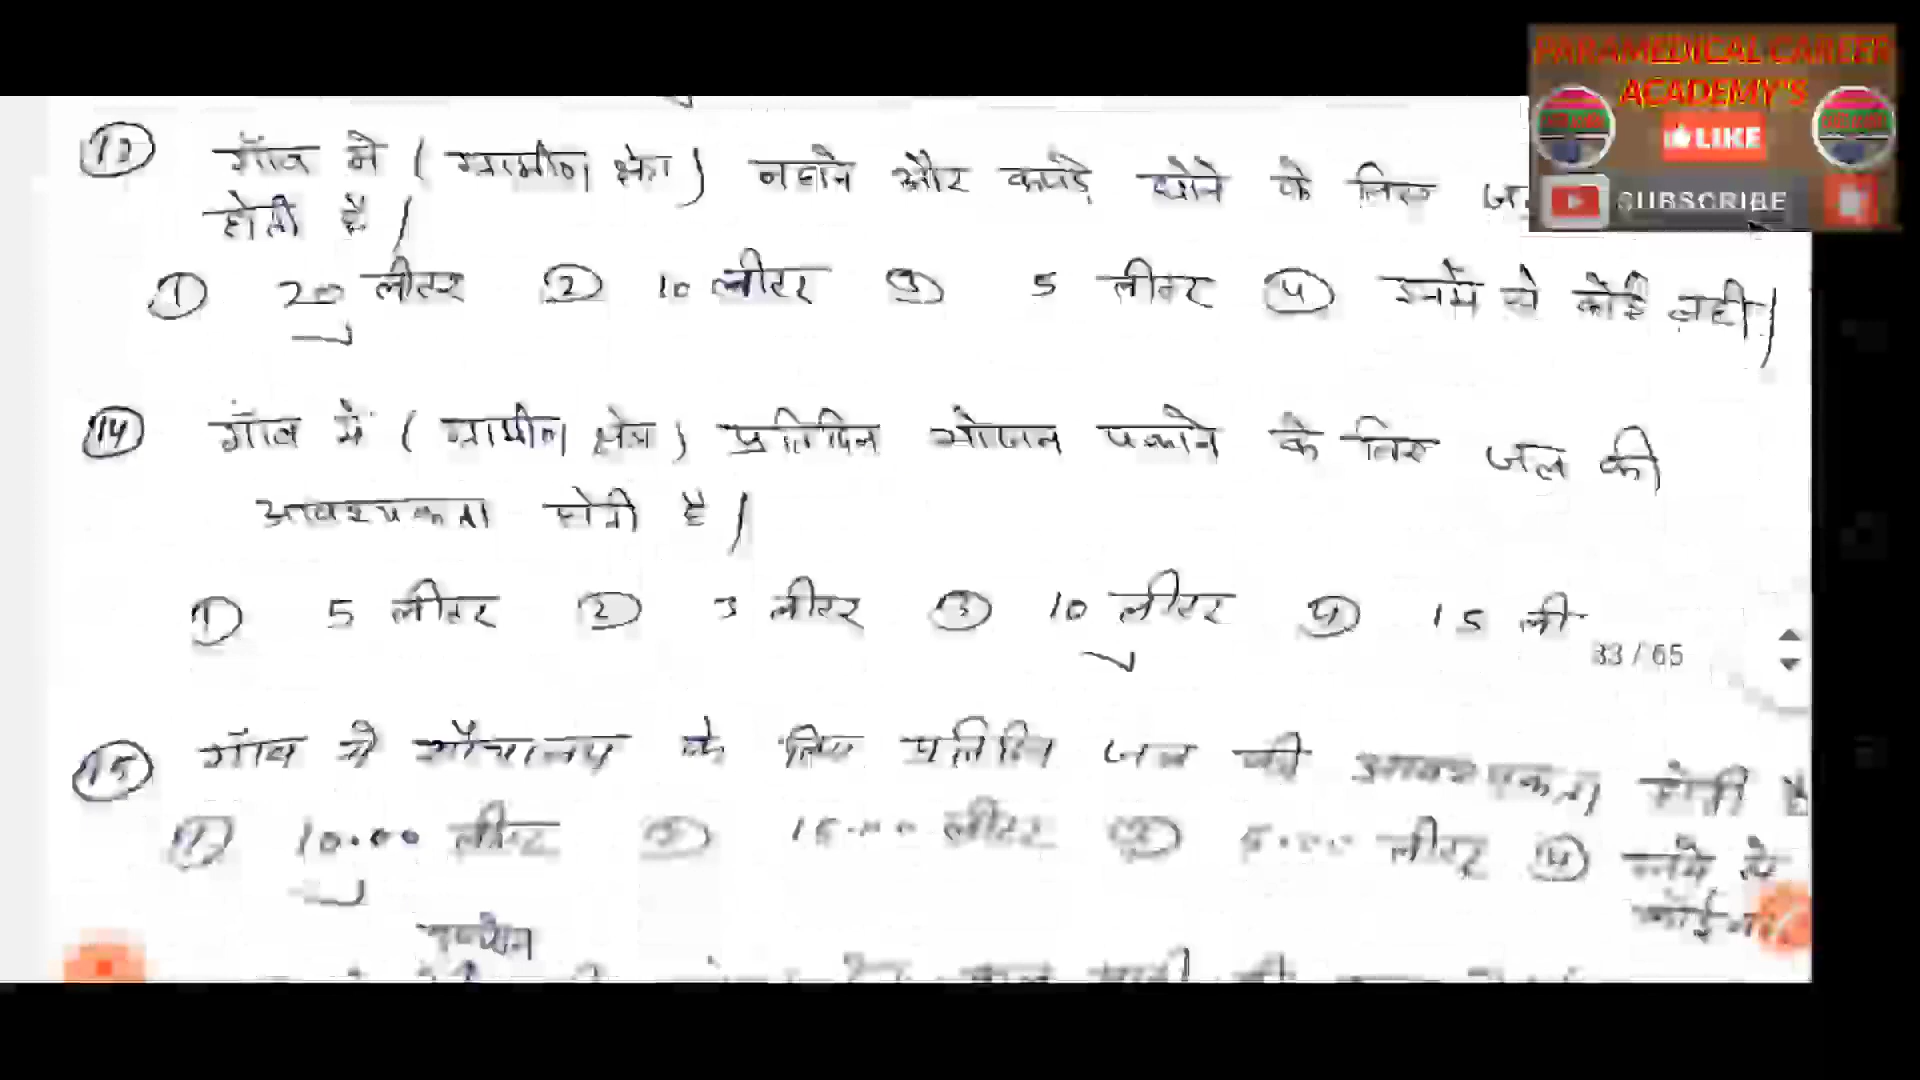 PARAMEDICAL CAREER
ACADEMY'S
LIKE
SUBSCRIBE
13 गाँव मे (ग्रामीण क्षेत्र) नहाने और कपड़े धोने के लिए
होती है |
① 20 लीटर ② 10 लीटर ③ 5 लीटर ④ इनमें से कोई नही |
14 गाँव मे (ग्रामीण क्षेत्र) प्रतिदिन भोजन पकाने के लिए जल की
आवश्यकता होती है |
① 5 लीटर ② 3 लीटर ③ 10 लीटर ④ 15 ली
33 / 65
15 गाँव मे शौचालय के लिए प्रतिदिन जल की आवश्यकता होती है
① 10.00 लीटर ② 15.00 लीटर ③ 5.00 लीटर ④ इनमे से
कोई